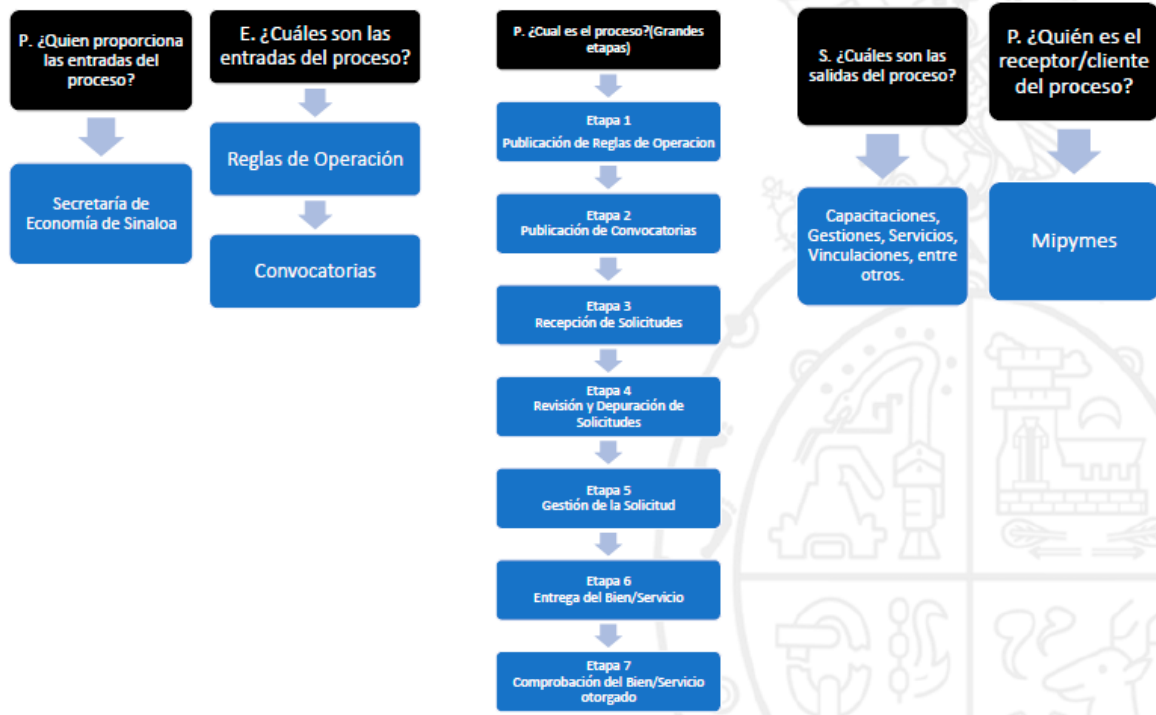 P. ¿Quien proporciona
las entradas del
proceso?
Secretaría de
Economía de Sinaloa
E. ¿Cuáles son las
entradas del proceso?
Reglas de Operación
Convocatorias
P. ¿Cual es el proceso?(Grandes
etapas)
Etapa 1
Publicación de Reglas de Operacion
Etapa 2
Publicación de Convocatorias
Etapa 3
Recepción de Solicitudes
Etapa 4
Revisión y Depuración de
Solicitudes
Etapa 5
Gestión de la Solicitud
Etapa 6
Entrega del Bien/Servicio
Etapa 7
Comprobación del Bien/Servicio
otorgado
S. ¿Cuáles son las
salidas del proceso?
Capacitaciones,
Gestiones, Servicios,
Vinculaciones, entre
otros.
P. ¿Quién es el
receptor/cliente
del proceso?
Mipymes